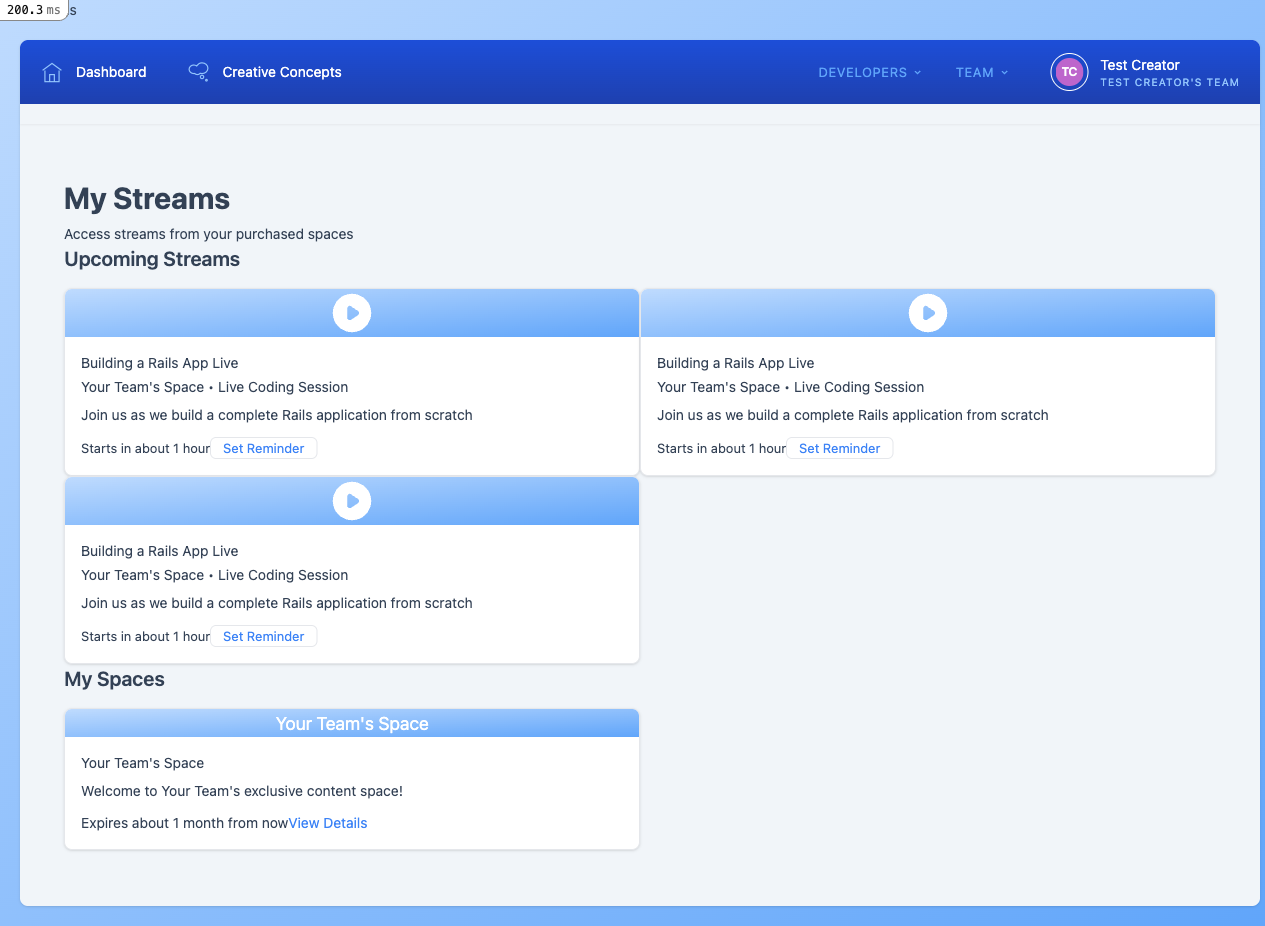 200.3 ms s
Dashboard
Creative Concepts
DEVELOPERS
TEAM
TC
Test Creator
TEST CREATOR'S TEAM
My Streams
Access streams from your purchased spaces
Upcoming Streams
Building a Rails App Live
Your Team's Space • Live Coding Session
Join us as we build a complete Rails application from scratch
Starts in about 1 hour Set Reminder
Building a Rails App Live
Your Team's Space • Live Coding Session
Join us as we build a complete Rails application from scratch
Starts in about 1 hour Set Reminder
Building a Rails App Live
Your Team's Space • Live Coding Session
Join us as we build a complete Rails application from scratch
Starts in about 1 hour Set Reminder
My Spaces
Your Team's Space
Your Team's Space
Welcome to Your Team's exclusive content space!
Expires about 1 month from nowView Details